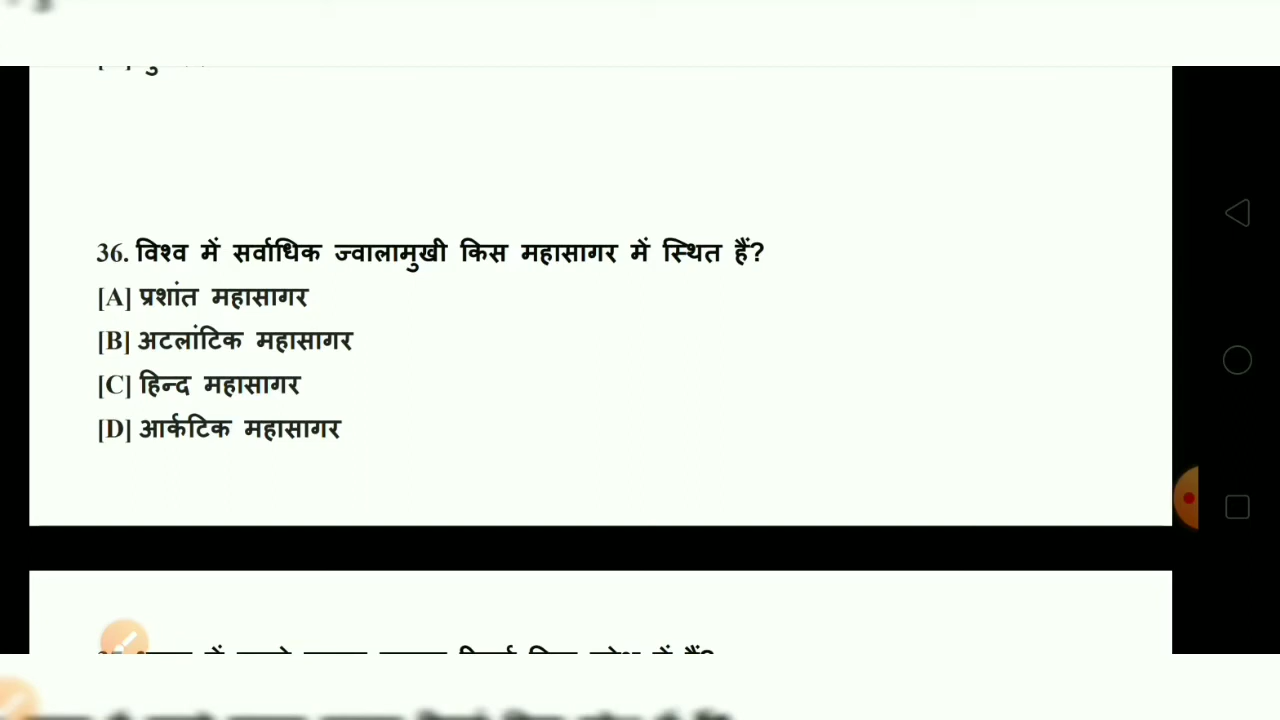 36. विश्व में सर्वाधिक ज्वालामुखी किस महासागर में स्थित हैं?
[A] प्रशांत महासागर
[B] अटलांटिक महासागर
[C] हिन्द महासागर
[D] आर्कटिक महासागर